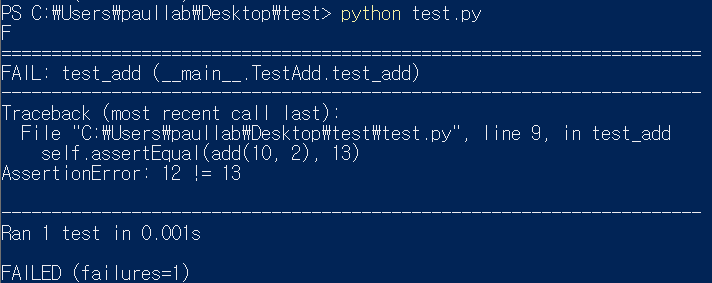 PS C:₩Users₩paullab₩Desktop₩test> python test.py
F
======================================================================
FAIL: test_add (__main__.TestAdd.test_add)
----------------------------------------------------------------------
Traceback (most recent call last):
  File "C:₩Users₩paullab₩Desktop₩test₩test.py", line 9, in test_add
    self.assertEqual(add(10, 2), 13)
AssertionError: 12 != 13
----------------------------------------------------------------------
Ran 1 test in 0.001s
FAILED (failures=1)